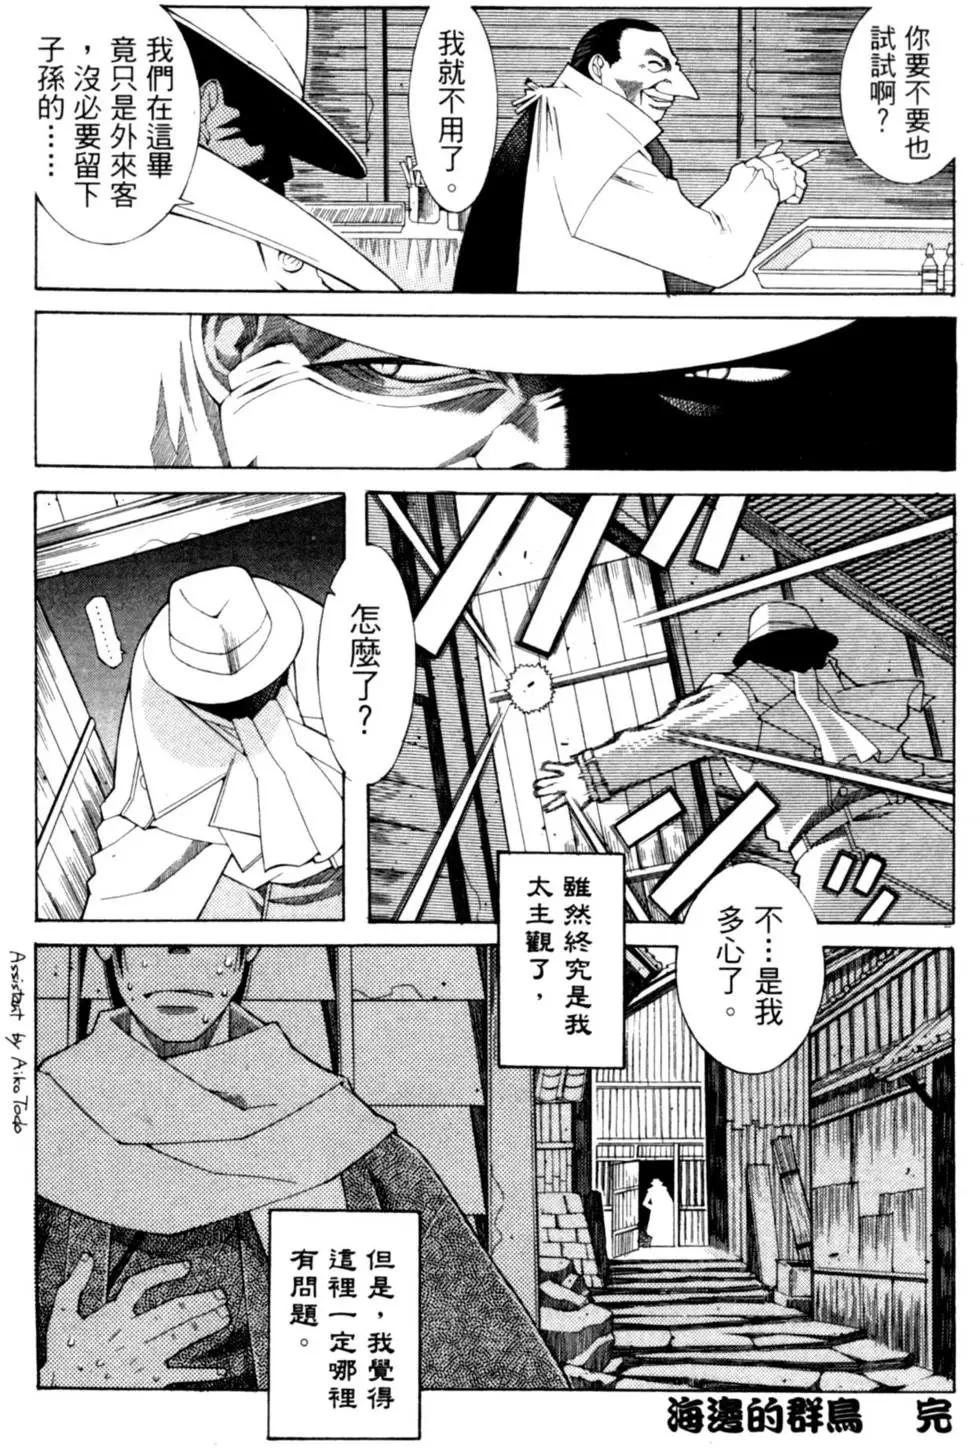 你要不要也
試試啊？
我就不用了。
我們在這畢
竟只是外來客
，沒必要留下
子孫的……
怎麼了？
……
雖然終究是我
太主觀了，
不…是我
多心了。
但是，我覺得
這裡一定哪裡
有問題。
Assistant by Aiko Todo
海邊的群鳥　完